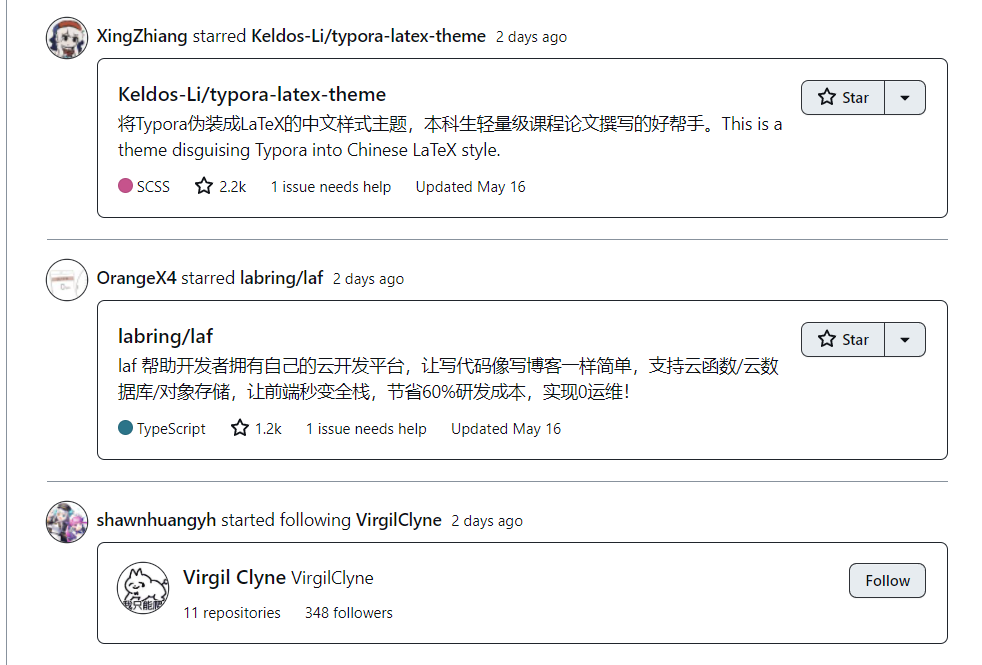 XingZhiang starred Keldos-Li/typora-latex-theme 2 days ago
Keldos-Li/typora-latex-theme
Star
将Typora伪装成LaTeX的中文样式主题，本科生轻量级课程论文撰写的好帮手。This is a
theme disguising Typora into Chinese LaTeX style.
SCSS 2.2k 1 issue needs help Updated May 16
OrangeX4 starred labring/laf 2 days ago
labring/laf
Star
laf 帮助开发者拥有自己的云开发平台，让写代码像写博客一样简单，支持云函数/云数
据库/对象存储，让前端秒变全栈，节省60%研发成本，实现0运维！
TypeScript 1.2k 1 issue needs help Updated May 16
shawnhuangyh started following VirgilClyne 2 days ago
Virgil Clyne VirgilClyne
Follow
我只能爬
11 repositories 348 followers